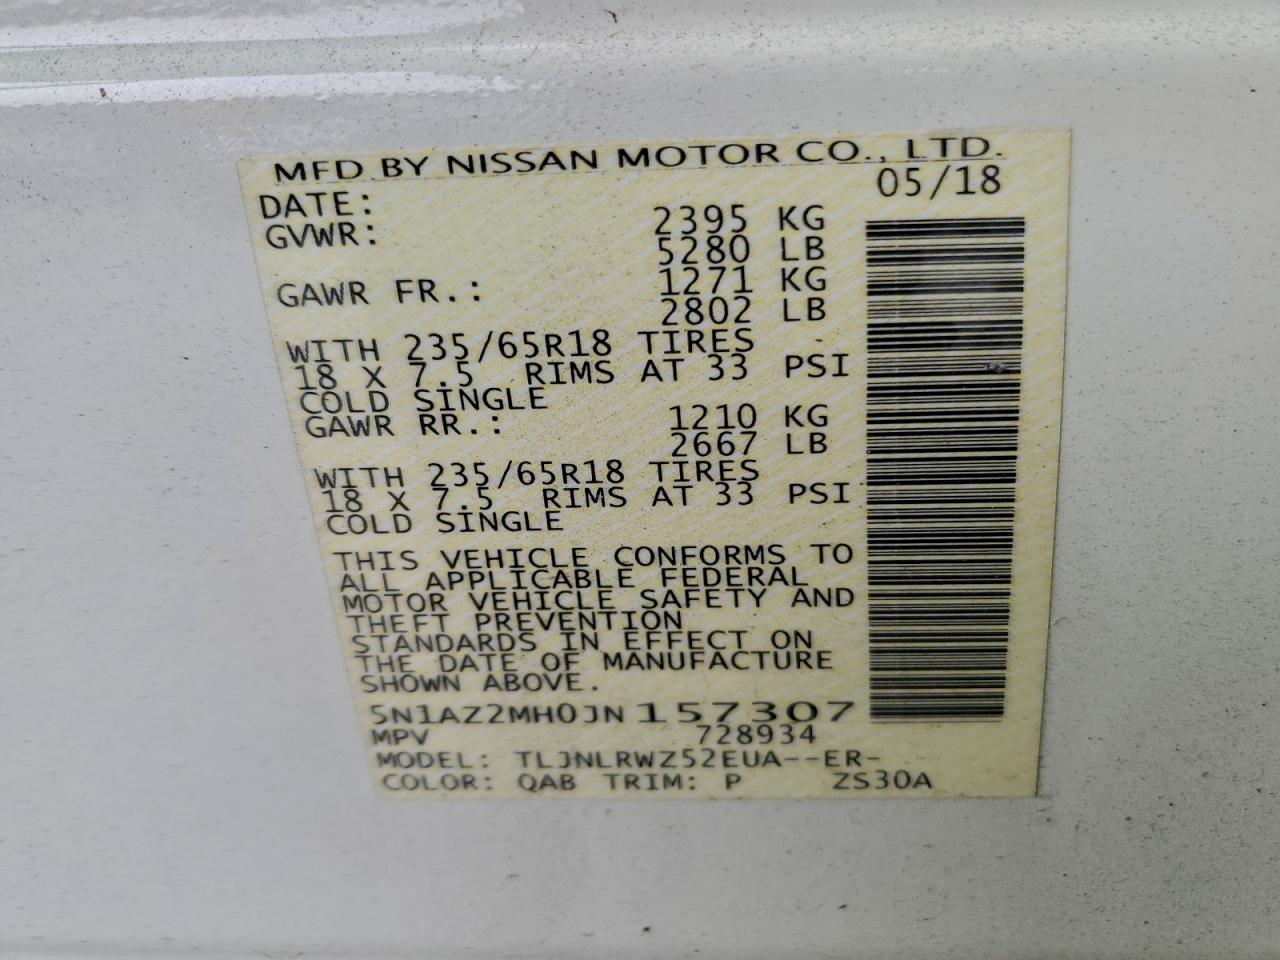 MFD BY NISSAN MOTOR CO., LTD.
DATE: 05/18
GVWR: 2395 KG
5280 LB
GAWR FR.: 1271 KG
2802 LB
WITH 235/65R18 TIRES
18 X 7.5 RIMS AT 33 PSI
COLD SINGLE
GAWR RR.: 1210 KG
2667 LB
WITH 235/65R18 TIRES
18 X 7.5 RIMS AT 33 PSI
COLD SINGLE
THIS VEHICLE CONFORMS TO
ALL APPLICABLE FEDERAL
MOTOR VEHICLE SAFETY AND
THEFT PREVENTION
STANDARDS IN EFFECT ON
THE DATE OF MANUFACTURE
SHOWN ABOVE.
5N1AZ2MH0JN157307
MPV 728934
MODEL: TLJNLRWZ52EUA--ER-
COLOR: QAB TRIM: P ZS30A